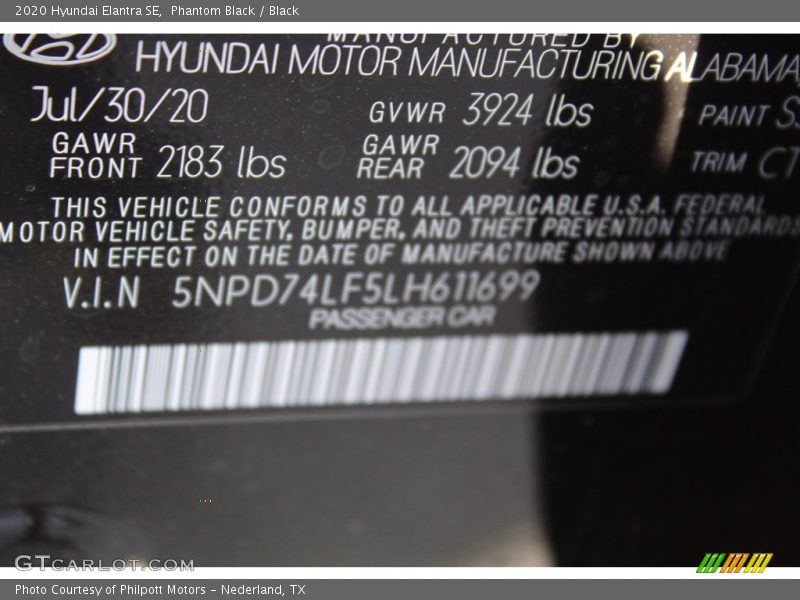 2020 Hyundai Elantra SE, Phantom Black / Black
MANUFACTURED BY
HYUNDAI MOTOR MANUFACTURING ALABAMA
Jul/30/20 GVWR 3924 lbs PAINT
GAWR FRONT 2183 lbs GAWR REAR 2094 lbs TRIM CT
THIS VEHICLE CONFORMS TO ALL APPLICABLE U.S.A. FEDERAL
MOTOR VEHICLE SAFETY, BUMPER, AND THEFT PREVENTION STANDARDS
IN EFFECT ON THE DATE OF MANUFACTURE SHOWN ABOVE
V.I.N 5NPD74LF5LH611699
PASSENGER CAR
GTCARLOT.COM
Photo Courtesy of Philpott Motors - Nederland, TX